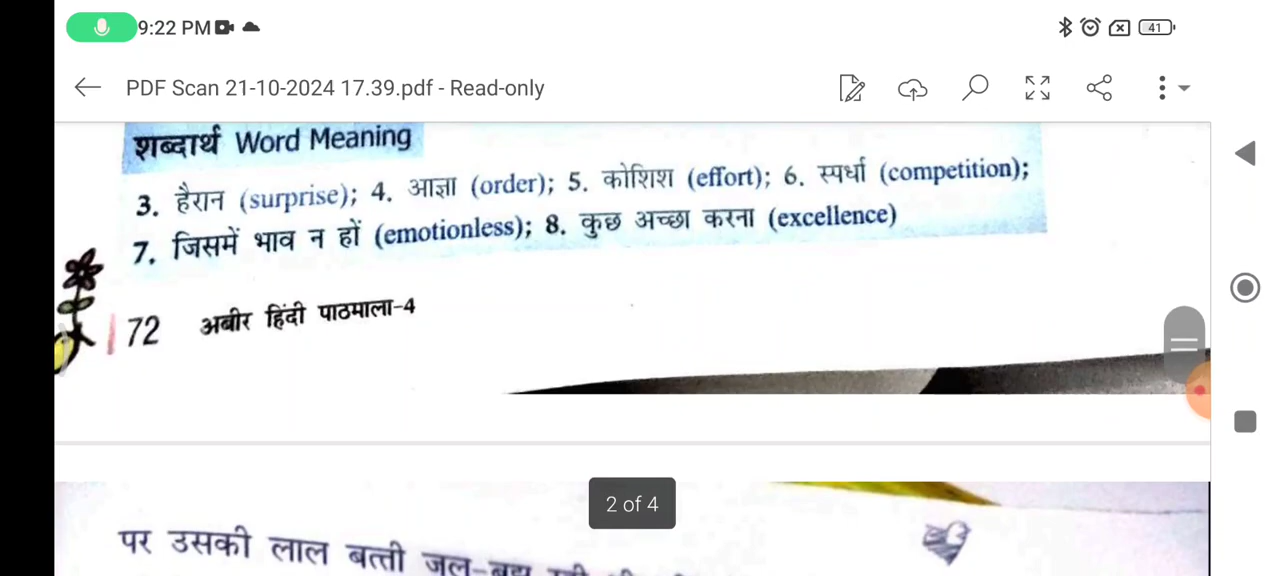 9:22 PM
41
PDF Scan 21-10-2024 17.39.pdf - Read-only
शब्दार्थ Word Meaning
3. हैरान (surprise); 4. आज्ञा (order); 5. कोशिश (effort); 6. स्पर्धा (competition);
7. जिसमें भाव न हों (emotionless); 8. कुछ अच्छा करना (excellence)
72 अबीर हिंदी पाठमाला-4
2 of 4
पर उसकी लाल बत्ती